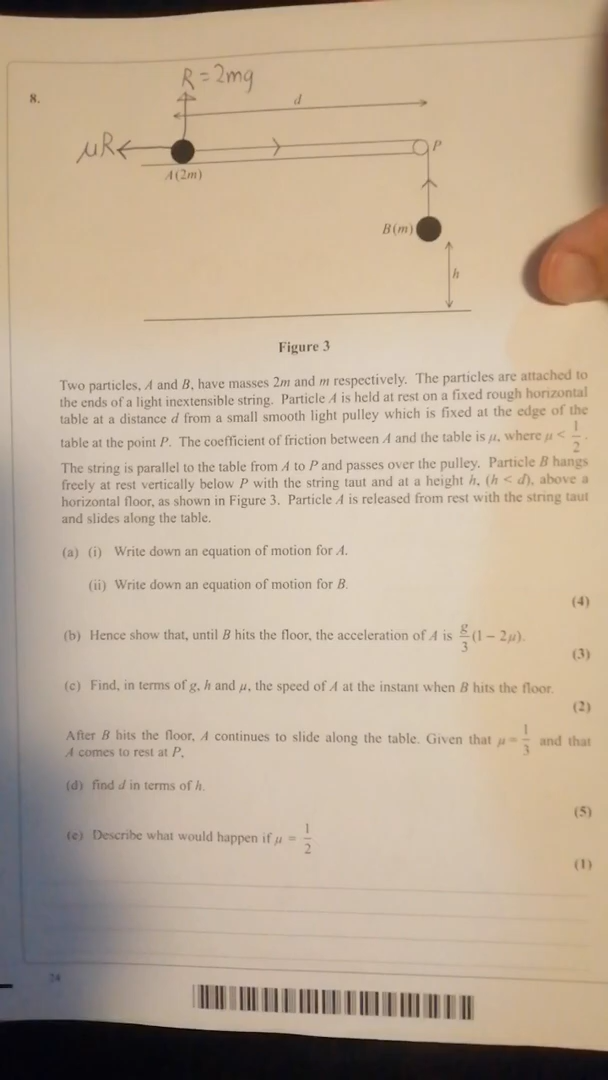 8.
R = 2mg
d
μR
P
A(2m)
B(m)
h
Figure 3
Two particles, A and B, have masses 2m and m respectively. The particles are attached to
the ends of a light inextensible string. Particle A is held at rest on a fixed rough horizontal
table at a distance d from a small smooth light pulley which is fixed at the edge of the
table at the point P. The coefficient of friction between A and the table is μ, where μ < 1/2.
The string is parallel to the table from A to P and passes over the pulley. Particle B hangs
freely at rest vertically below P with the string taut and at a height h, (h < d), above a
horizontal floor, as shown in Figure 3. Particle A is released from rest with the string taut
and slides along the table.
(a) (i) Write down an equation of motion for A.
(ii) Write down an equation of motion for B.
(4)
(b) Hence show that, until B hits the floor, the acceleration of A is g/3 (1 – 2μ).
(3)
(c) Find, in terms of g, h and μ, the speed of A at the instant when B hits the floor.
(2)
After B hits the floor, A continues to slide along the table. Given that μ = 1/3 and that
A comes to rest at P,
(d) find d in terms of h.
(5)
(e) Describe what would happen if μ = 1/2
(1)
24